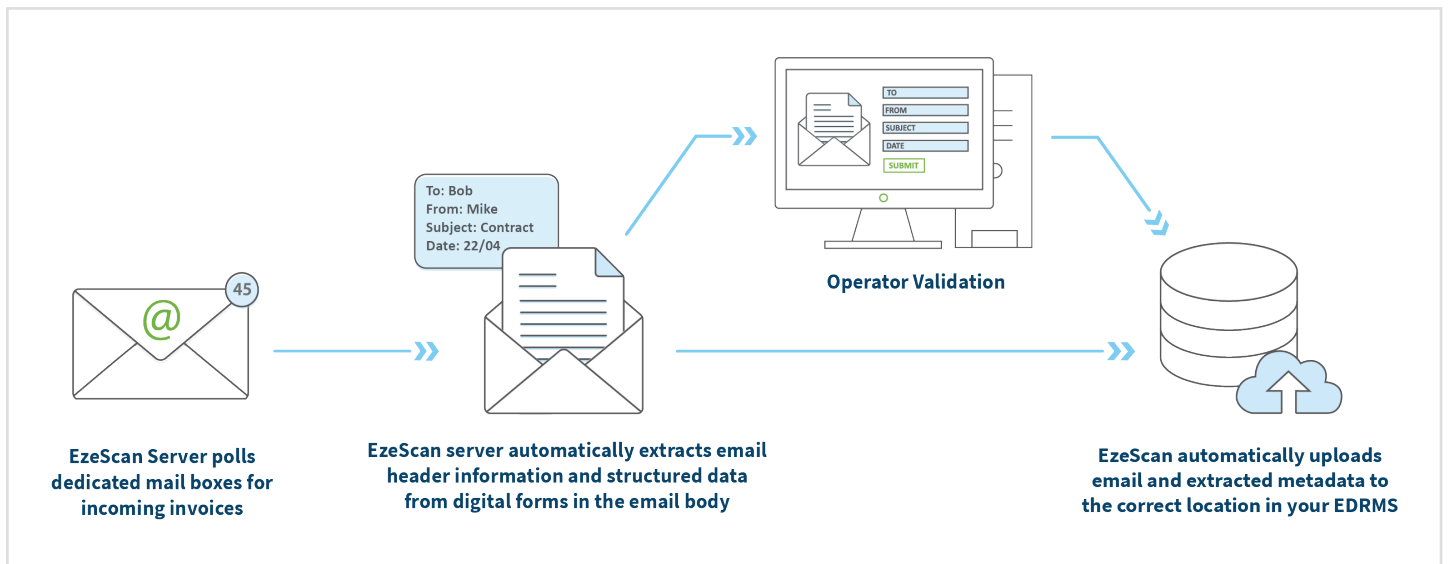 TO
FROM
SUBJECT
DATE
SUBMIT
To: Bob
From: Mike
Subject: Contract
Date: 22/04
Operator Validation
45
@
EzeScan Server polls
dedicated mail boxes for
incoming invoices
EzeScan server automatically extracts email
header information and structured data
from digital forms in the email body
EzeScan automatically uploads
email and extracted metadata to
the correct location in your EDRMS